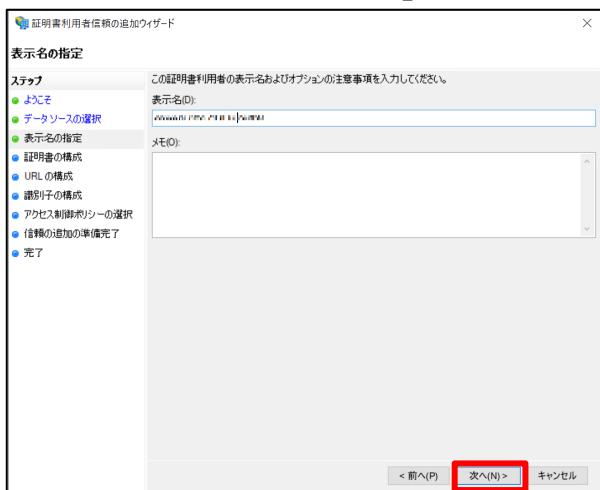 証明書利用者信頼の追加ウィザード
表示名の指定
ステップ
ようこそ
データ ソースの選択
表示名の指定
証明書の構成
URL の構成
識別子の構成
アクセス制御ポリシーの選択
信頼の追加の準備完了
完了
この証明書利用者の表示名およびオプションの注意事項を入力してください。
表示名(D):
メモ(O):
< 前へ(P)
次へ(N) >
キャンセル